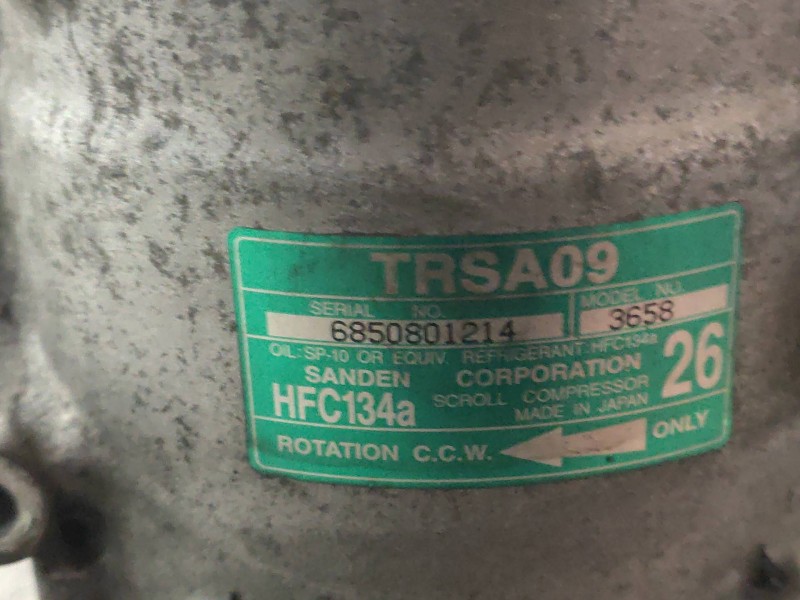 TRSA09
SERIAL NO. MODEL NO.
6850801214 3658
OIL: SP-10 OR EQUIV. REFRIGERANT: HFC134a
SANDEN CORPORATION 26
HFC134a SCROLL COMPRESSOR
MADE IN JAPAN
ROTATION C.C.W. ONLY